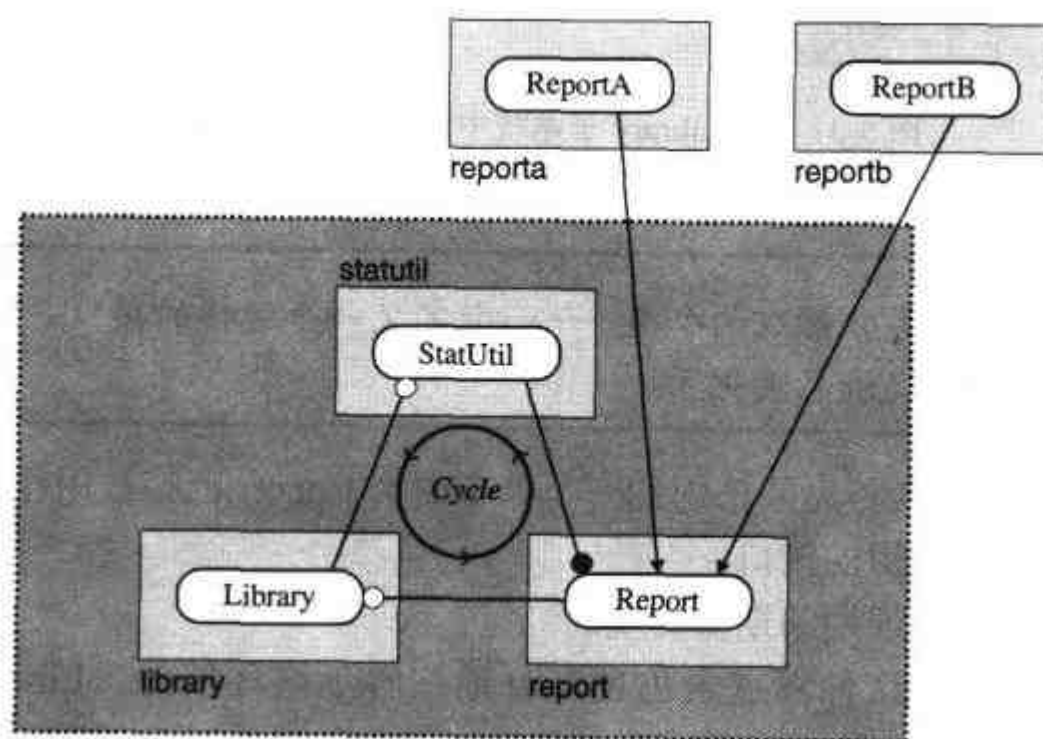 ReportA
ReportB
reporta
reportb
statutil
StatUtil
Cycle
Library
Report
library
report